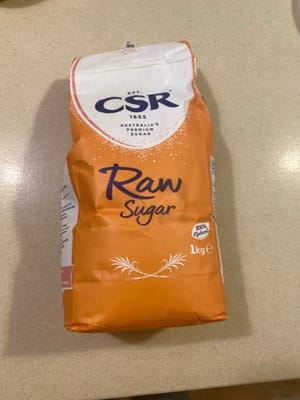 EST.
CSR
1855
AUSTRALIA'S
PREMIUM
SUGAR
Raw
Sugar
100%
Natural
1kg e